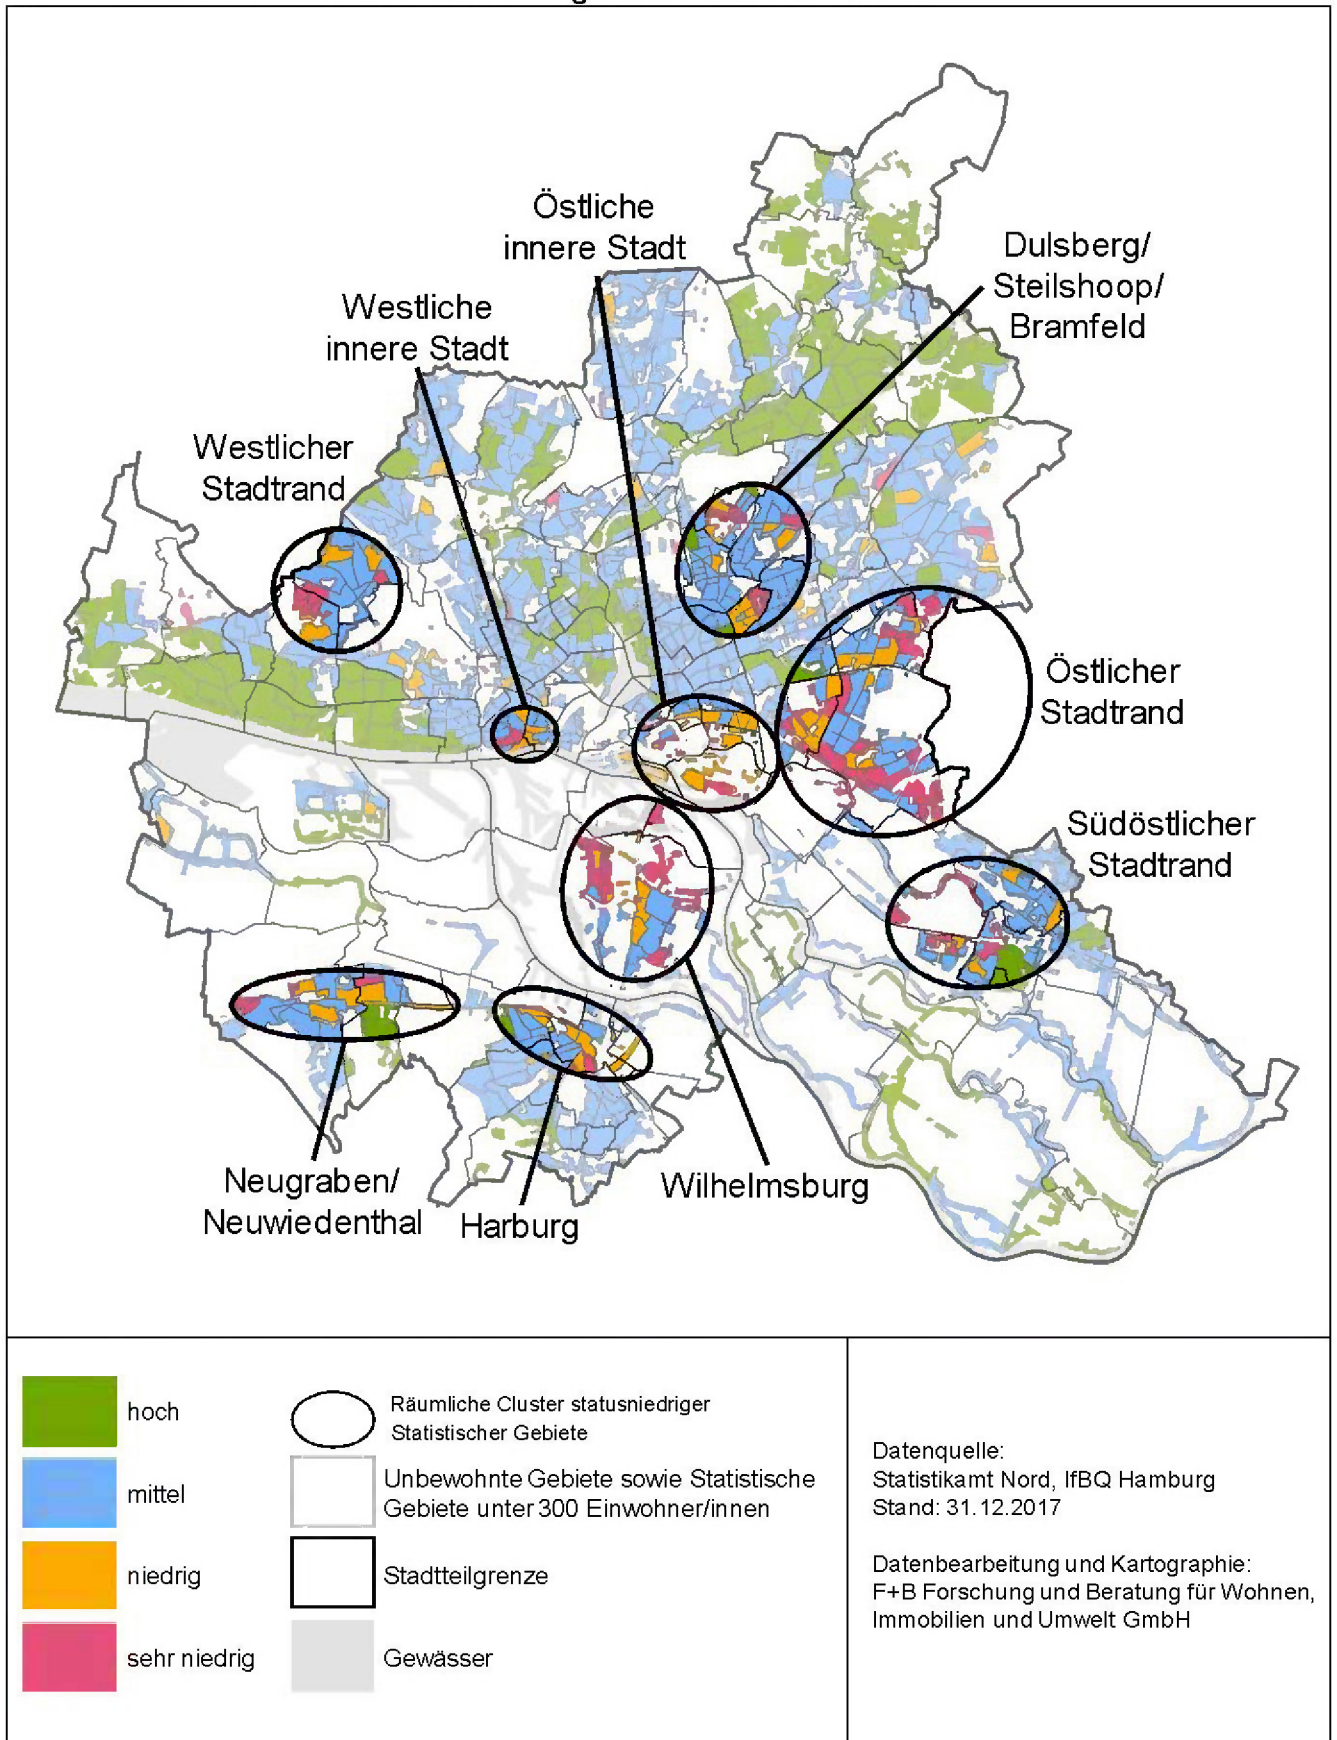 Östliche
innere Stadt
Dulsberg/
Steilshoop/
Bramfeld
Westliche
innere Stadt
Westlicher
Stadtrand
Östlicher
Stadtrand
Südöstlicher
Stadtrand
Neugraben/
Neuwiedenthal
Harburg
Wilhelmsburg
hoch
mittel
niedrig
sehr niedrig
Räumliche Cluster statusniedriger
Statistischer Gebiete
Unbewohnte Gebiete sowie Statistische
Gebiete unter 300 Einwohner/innen
Stadtteilgrenze
Gewässer
Datenquelle:
Statistikamt Nord, IfBQ Hamburg
Stand: 31.12.2017
Datenbearbeitung und Kartographie:
F+B Forschung und Beratung für Wohnen,
Immobilien und Umwelt GmbH